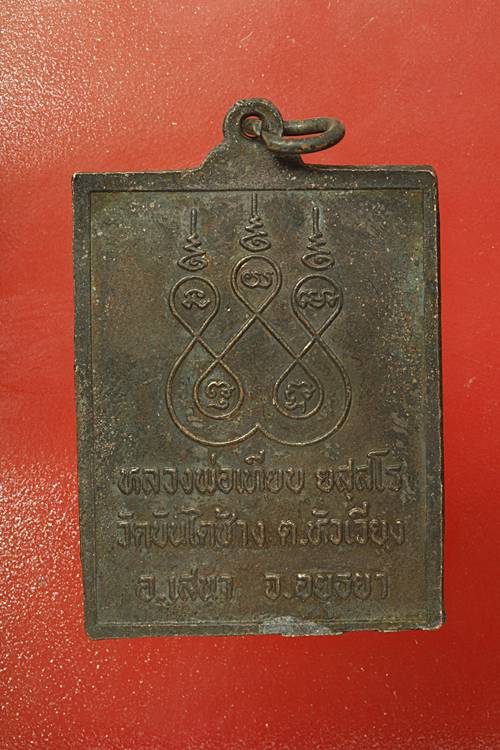 หลวงพ่อเทียบ ยสฺสโร
วัดบันไดช้าง ต.หัวเวียง
อ.เสนา จ.อยุธยา